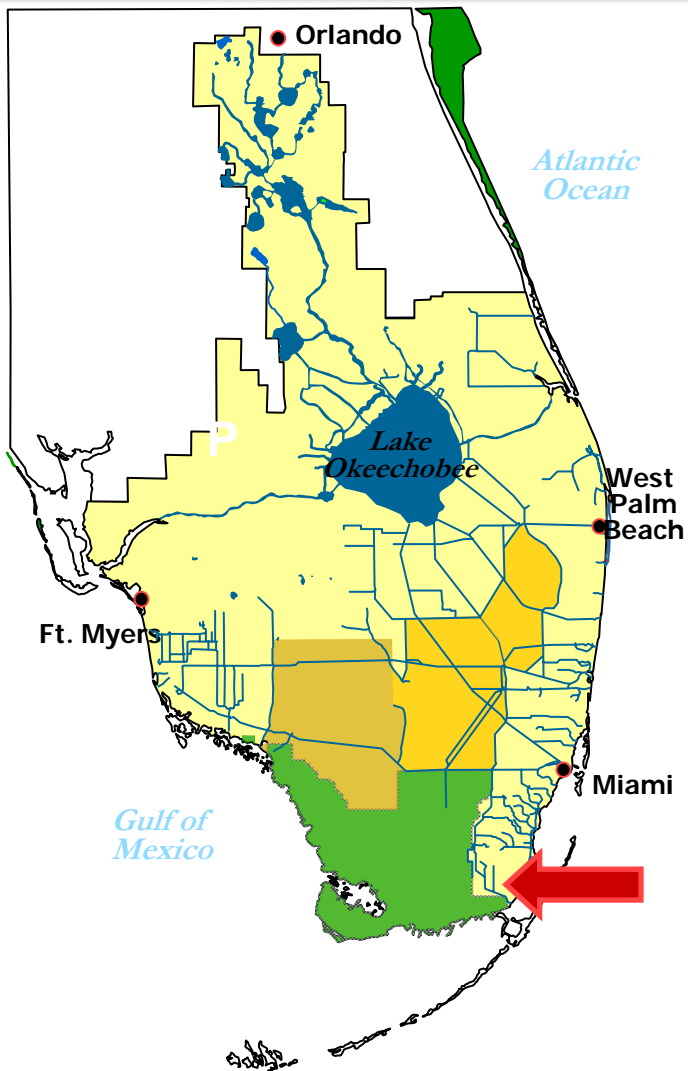 Orlando
Atlantic
Ocean
P
Lake
Okeechobee
West
Palm
Beach
Ft. Myers
Miami
Gulf of
Mexico